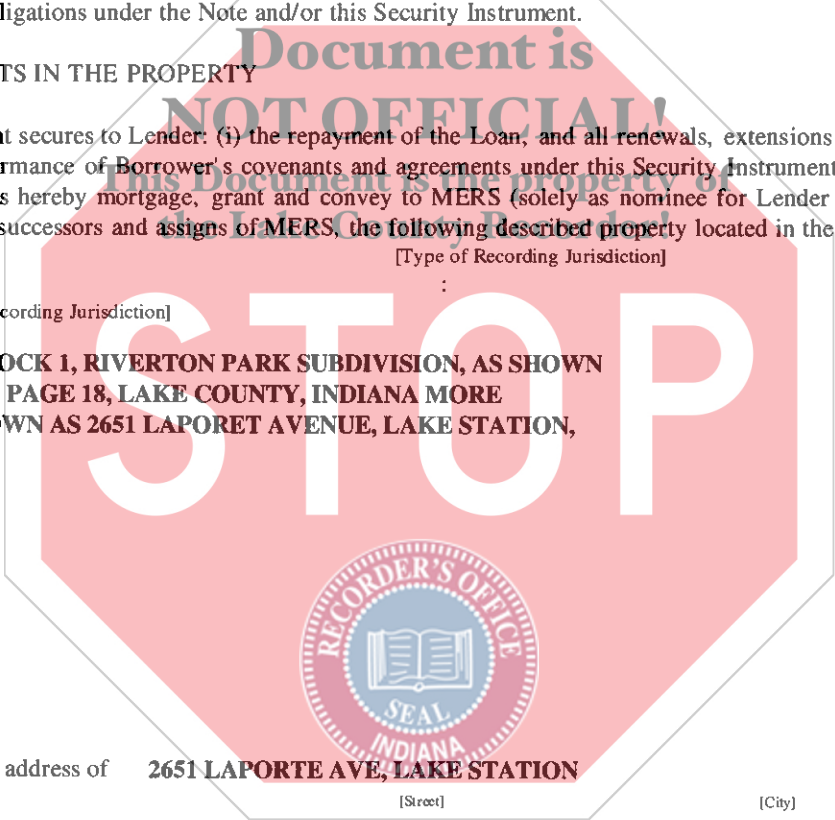 ligations under the Note and/or this Security Instrument.
Document is
TS IN THE PROPERTY
NOT OFFICIAL!
t secures to Lender: (i) the repayment of the Loan, and all renewals, extensions
rmance of Borrower's covenants and agreements under this Security Instrument
This Document is the property of
s hereby mortgage, grant and convey to MERS (solely as nominee for Lender
the Lake County Recorder!
successors and assigns of MERS, the following described property located in the
[Type of Recording Jurisdiction]
:
cording Jurisdiction]
STOP
OCK 1, RIVERTON PARK SUBDIVISION, AS SHOWN
PAGE 18, LAKE COUNTY, INDIANA MORE
WN AS 2651 LAPORET AVENUE, LAKE STATION,
RECORDER'S OFFICE
SEAL
INDIANA
address of 2651 LAPORTE AVE, LAKE STATION
[Street] [City]